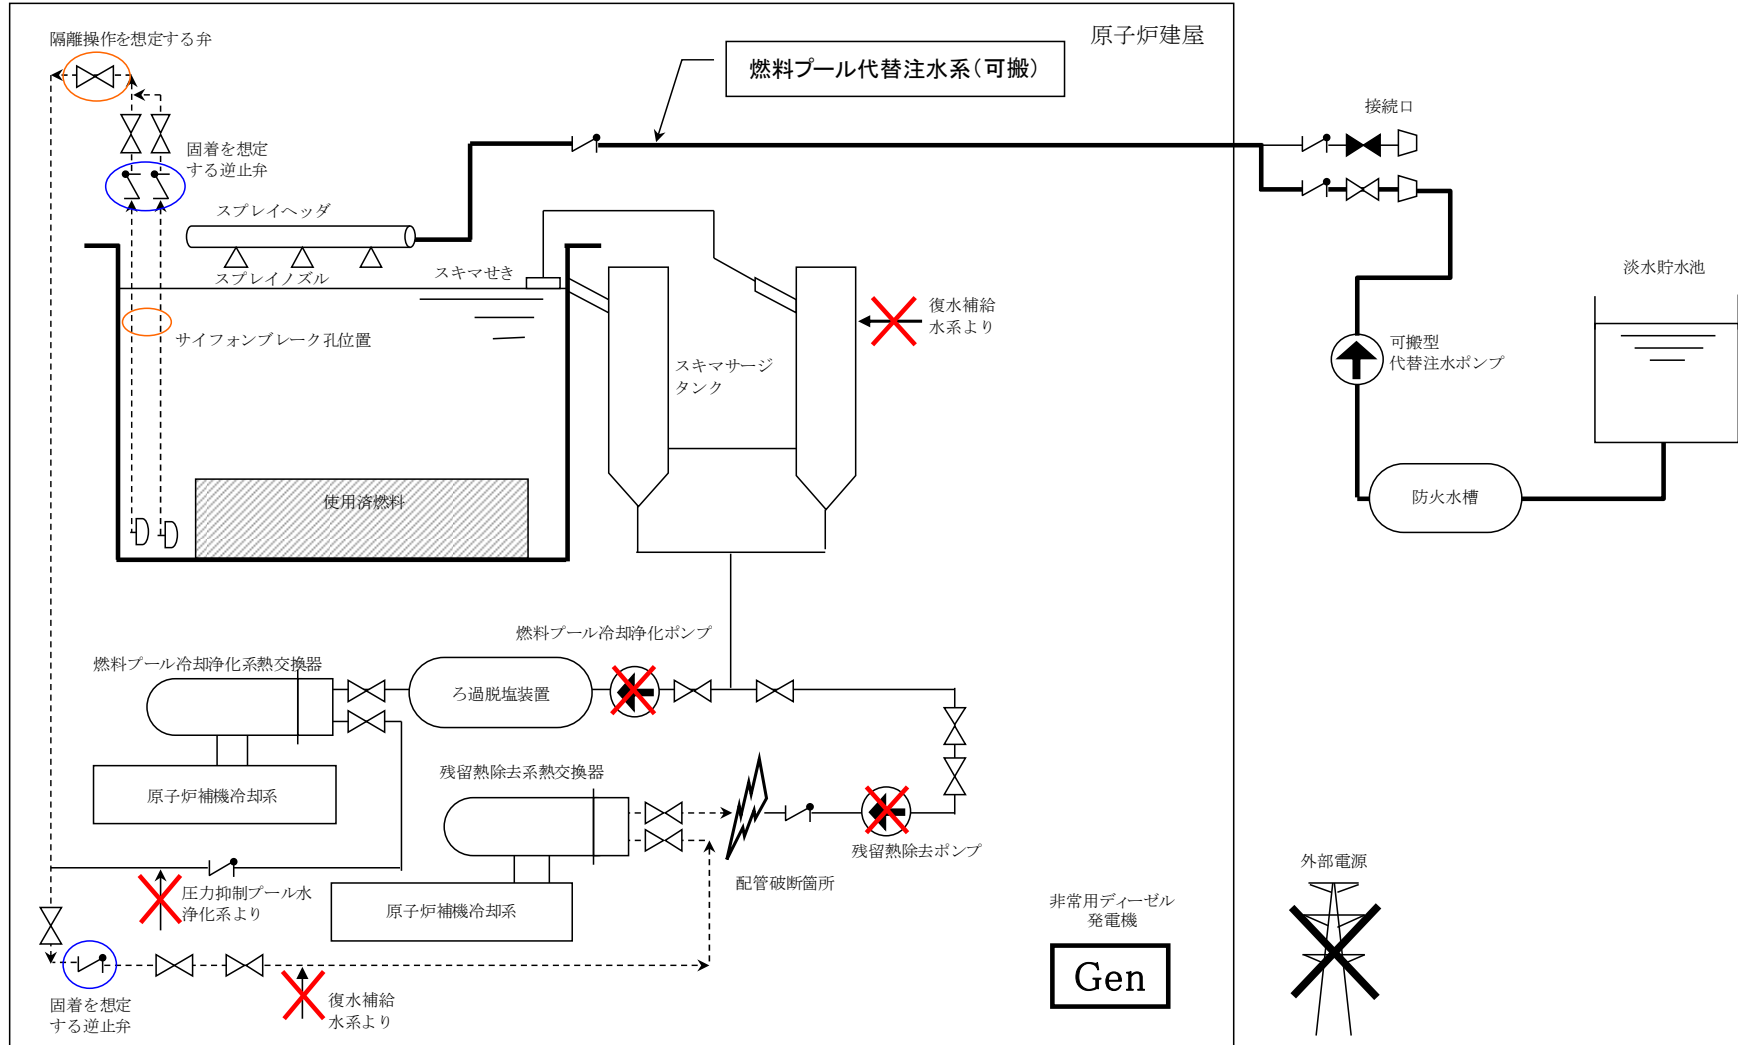 隔離操作を想定する弁
原子炉建屋
燃料プール代替注水系(可搬)
接続口
固着を想定
する逆止弁
スプレイヘッダ
スプレイノズル
スキマせき
淡水貯水池
復水補給
水系より
サイフォンブレーク孔位置
可搬型
代替注水ポンプ
スキマサージ
タンク
使用済燃料
防火水槽
燃料プール冷却浄化ポンプ
燃料プール冷却浄化系熱交換器
ろ過脱塩装置
残留熱除去系熱交換器
原子炉補機冷却系
残留熱除去ポンプ
外部電源
配管破断箇所
圧力抑制プール水
浄化系より
原子炉補機冷却系
非常用ディーゼル
発電機
Gen
固着を想定
する逆止弁
復水補給
水系より